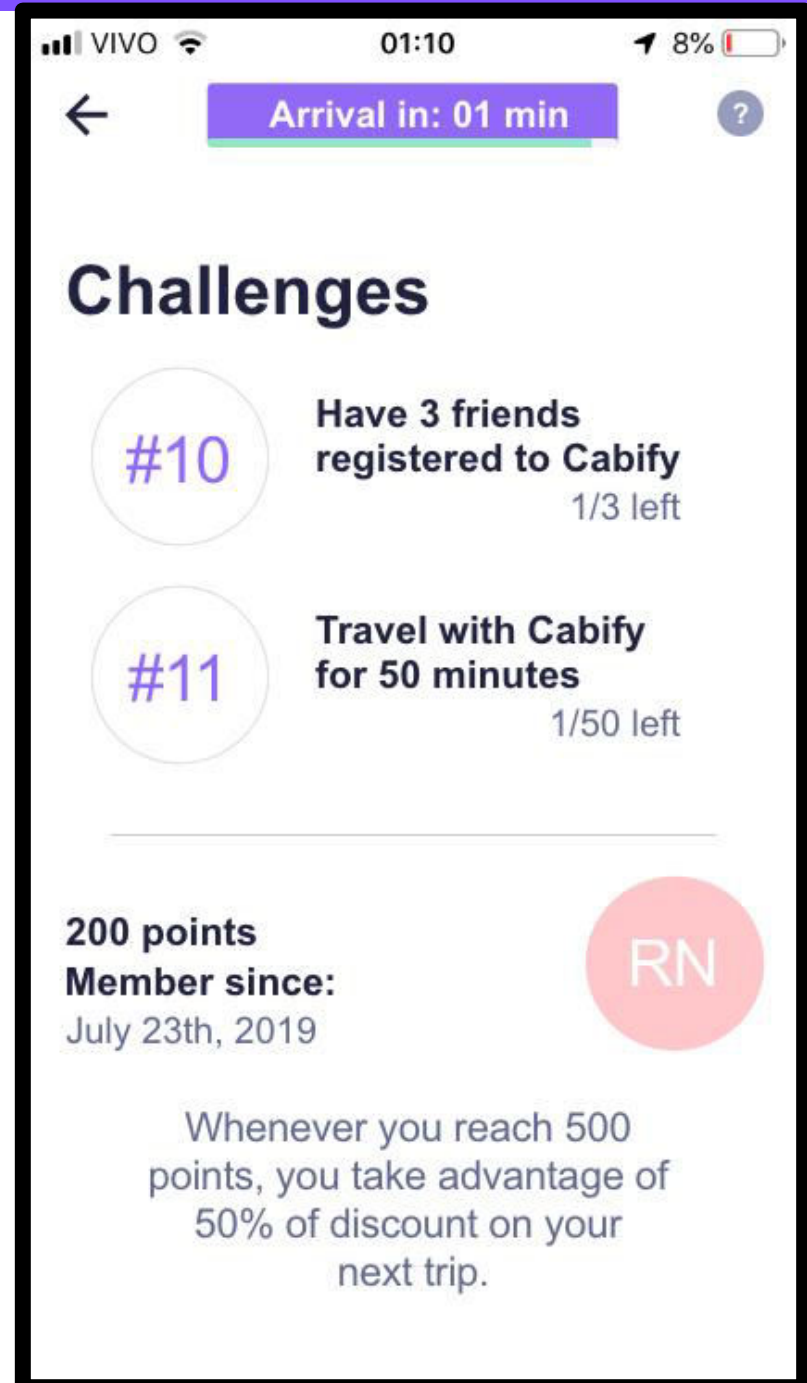 VIVO 01:10 8%
Arrival in: 01 min ?
Challenges
#10
Have 3 friends
registered to Cabify
1/3 left
#11
Travel with Cabify
for 50 minutes
1/50 left
200 points
Member since:
July 23th, 2019
RN
Whenever you reach 500
points, you take advantage of
50% of discount on your
next trip.